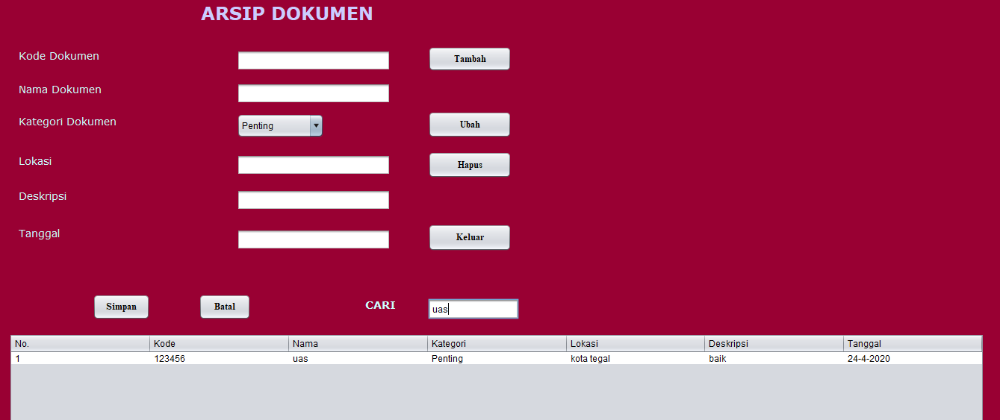 ARSIP DOKUMEN
Kode Dokumen
Tambah
Nama Dokumen
Kategori Dokumen
Penting
Ubah
Lokasi
Hapus
Deskripsi
Tanggal
Keluar
Simpan
Batal
CARI
uas
No. Kode Nama Kategori Lokasi Deskripsi Tanggal
1 123456 uas Penting kota tegal baik 24-4-2020